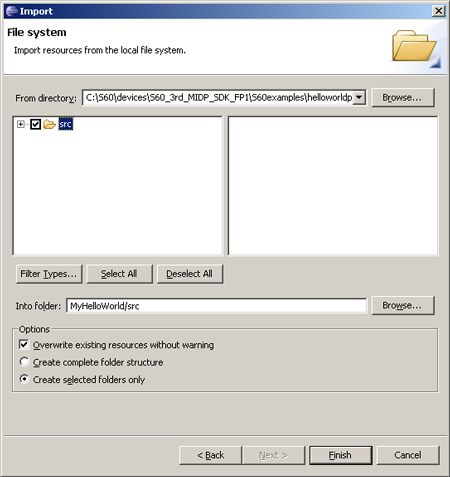 Import
File system
Import resources from the local file system.
From directory: C:\S60\devices\S60_3rd_MIDP_SDK_FP1\S60examples\helloworldp Browse...
src
Filter Types... Select All Deselect All
Into folder: MyHelloWorld/src Browse...
Options
Overwrite existing resources without warning
Create complete folder structure
Create selected folders only
< Back Next > Finish Cancel